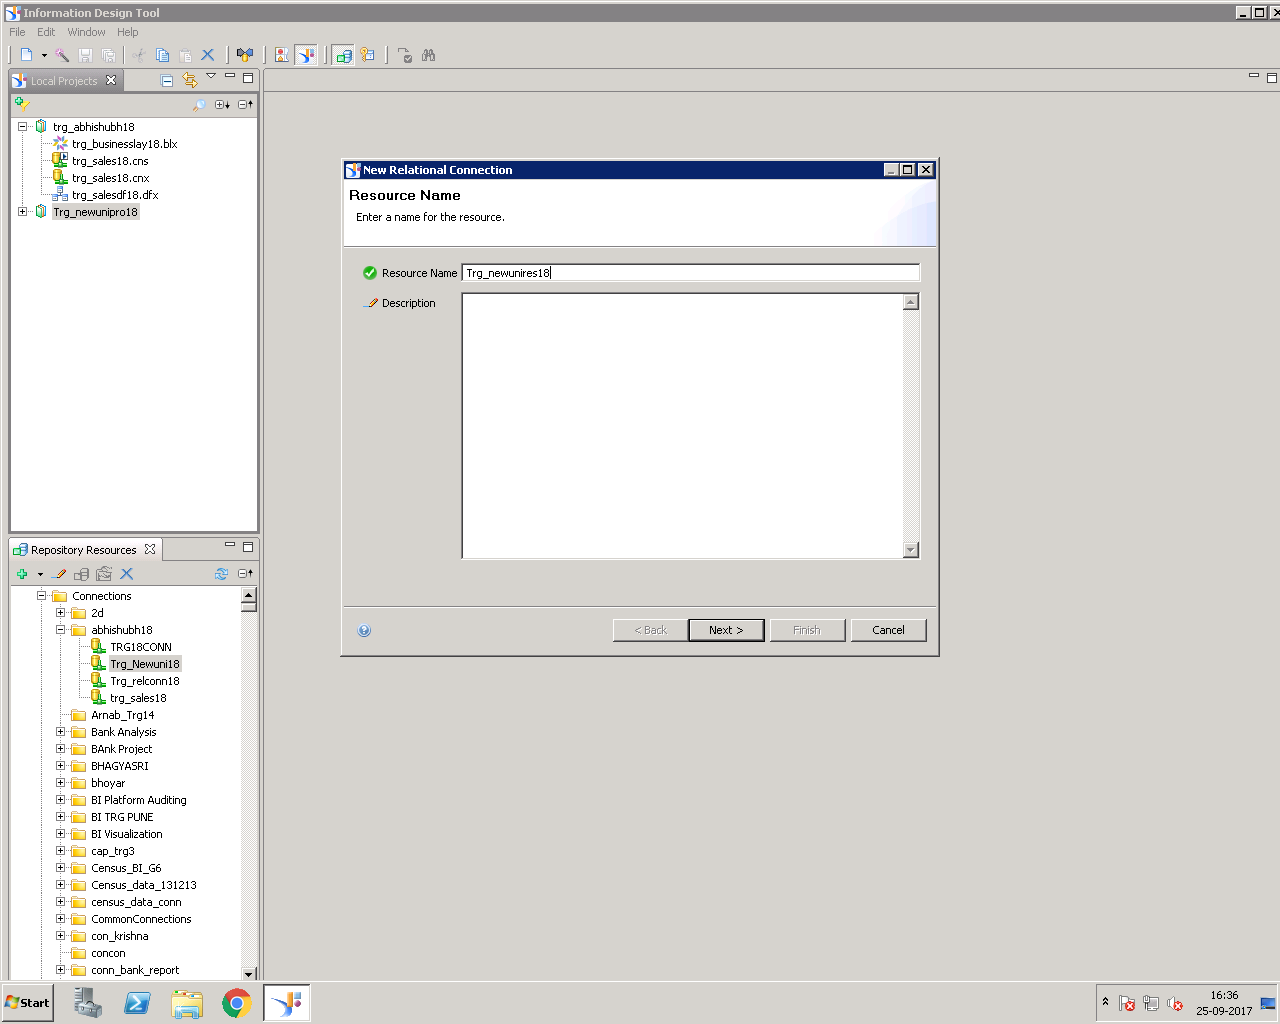 Information Design Tool
File Edit Window Help
Local Projects
trg_abhishubh18
trg_businesslay18.blx
trg_sales18.cns
trg_sales18.cnx
trg_salesdf18.dfx
Trg_newunipro18
New Relational Connection
Resource Name
Enter a name for the resource.
Resource Name Trg_newunires18
Description
< Back Next > Finish Cancel
Repository Resources
Connections
2d
abhishubh18
TRG18CONN
Trg_Newuni18
Trg_relconn18
trg_sales18
Arnab_Trg14
Bank Analysis
BAnk Project
BHAGYASRI
bhoyar
BI Platform Auditing
BI TRG PUNE
BI Visualization
cap_trg3
Census_BI_G6
Census_data_131213
census_data_conn
CommonConnections
con_krishna
concon
conn_bank_report
Start
16:36
25-09-2017